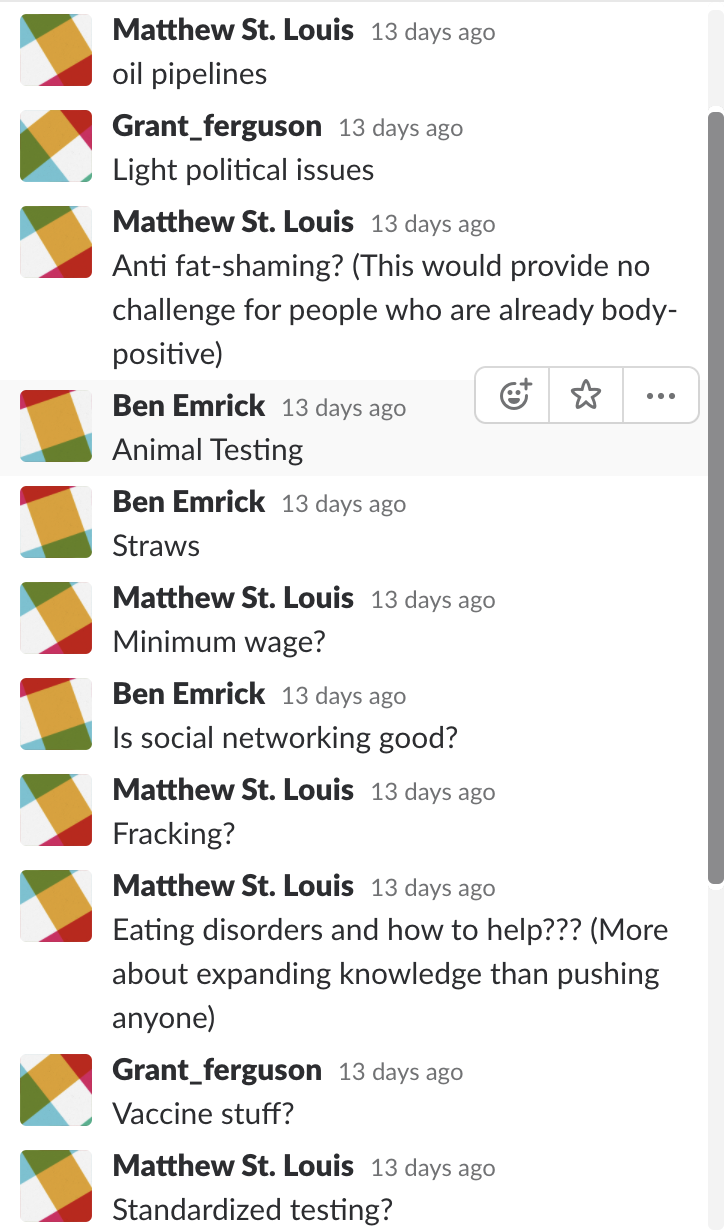 Matthew St. Louis 13 days ago
oil pipelines
Grant_ferguson 13 days ago
Light political issues
Matthew St. Louis 13 days ago
Anti fat-shaming? (This would provide no
challenge for people who are already body-
positive)
Ben Emrick 13 days ago
Animal Testing
Ben Emrick 13 days ago
Straws
Matthew St. Louis 13 days ago
Minimum wage?
Ben Emrick 13 days ago
Is social networking good?
Matthew St. Louis 13 days ago
Fracking?
Matthew St. Louis 13 days ago
Eating disorders and how to help??? (More
about expanding knowledge than pushing
anyone)
Grant_ferguson 13 days ago
Vaccine stuff?
Matthew St. Louis 13 days ago
Standardized testing?